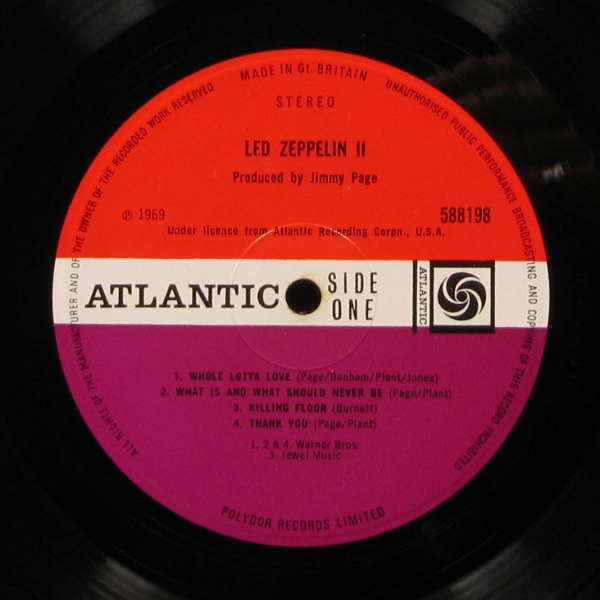 MADE IN Gt. BRITAIN
ALL RIGHTS OF THE MANUFACTURER AND OF THE OWNER OF THE RECORDED WORK RESERVED
UNAUTHORISED PUBLIC PERFORMANCE BROADCASTING AND COPYING OF THIS RECORD PROHIBITED
STEREO
LED ZEPPELIN II
Produced by Jimmy Page
℗ 1969
588198
Under licence from Atlantic Recording Corpn., U.S.A.
ATLANTIC
SIDE
ONE
ATLANTIC
1. WHOLE LOTTA LOVE (Page/Bonham/Plant/Jones)
2. WHAT IS AND WHAT SHOULD NEVER BE (Page/Plant)
3. KILLING FLOOR (Burnett)
4. THANK YOU (Page/Plant)
1, 2 & 4. Warner Bros.
3. Jewel Music
POLYDOR RECORDS LIMITED